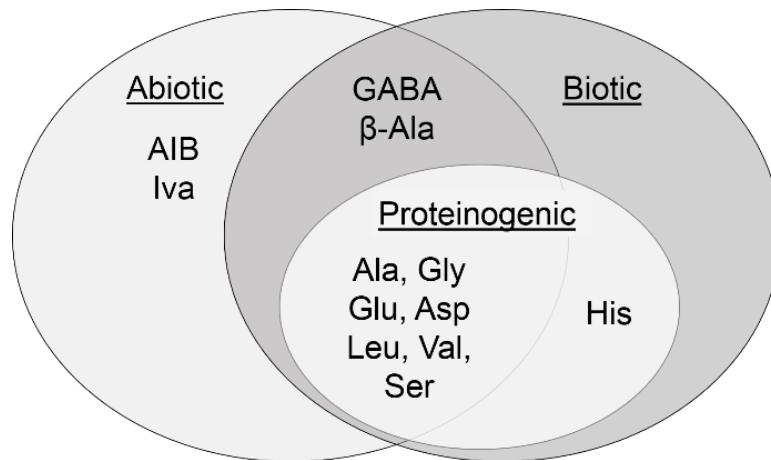 Abiotic
AIB
Iva
GABA
β-Ala
Biotic
Proteinogenic
Ala, Gly
Glu, Asp
Leu, Val,
Ser
His